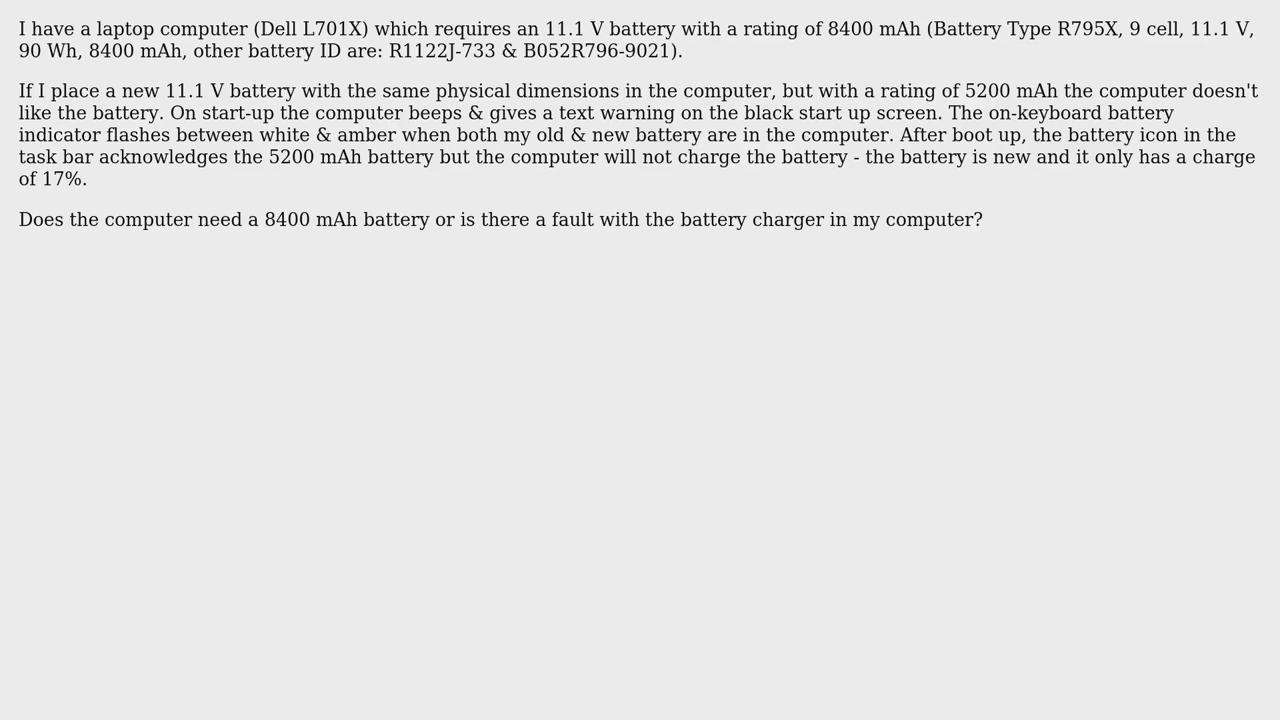 I have a laptop computer (Dell L701X) which requires an 11.1 V battery with a rating of 8400 mAh (Battery Type R795X, 9 cell, 11.1 V,
90 Wh, 8400 mAh, other battery ID are: R1122J-733 & B052R796-9021).
If I place a new 11.1 V battery with the same physical dimensions in the computer, but with a rating of 5200 mAh the computer doesn't
like the battery. On start-up the computer beeps & gives a text warning on the black start up screen. The on-keyboard battery
indicator flashes between white & amber when both my old & new battery are in the computer. After boot up, the battery icon in the
task bar acknowledges the 5200 mAh battery but the computer will not charge the battery - the battery is new and it only has a charge
of 17%.
Does the computer need a 8400 mAh battery or is there a fault with the battery charger in my computer?